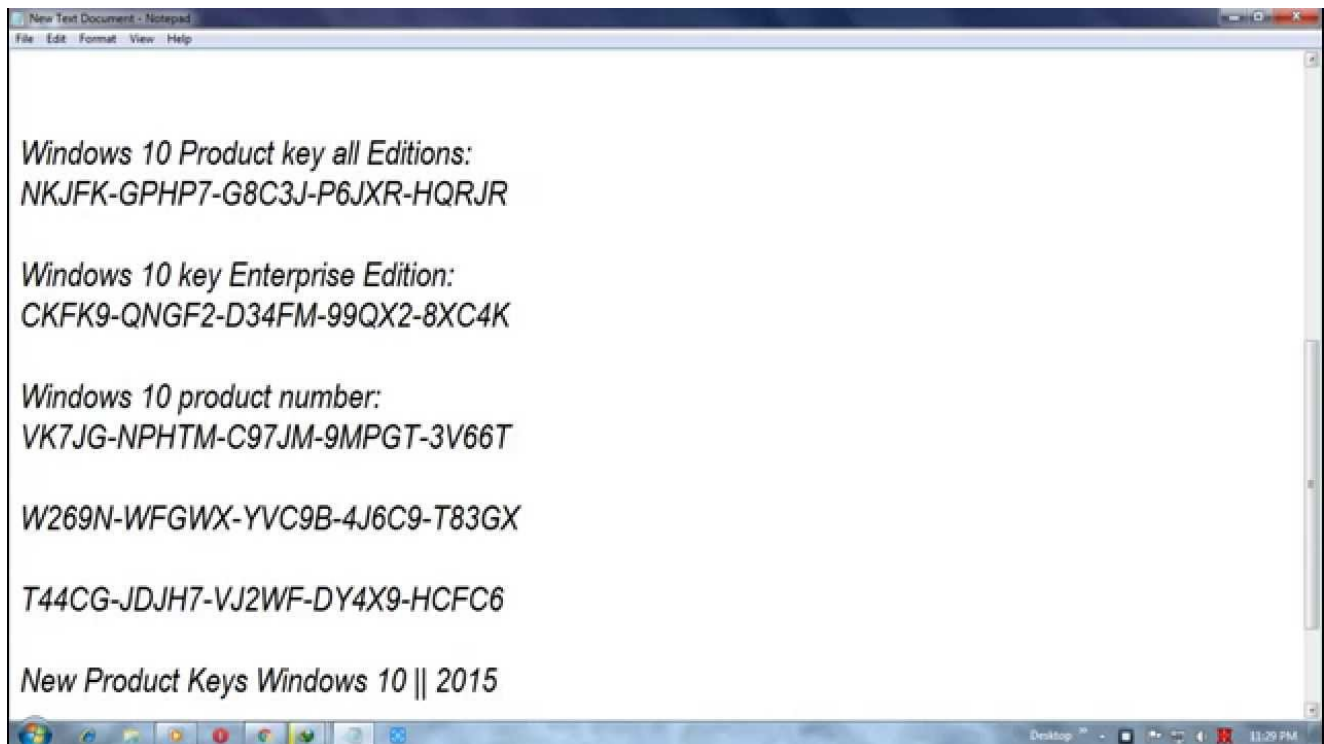 New Text Document - Notepad
File Edit Format View Help
Windows 10 Product key all Editions:
NKJFK-GPHP7-G8C3J-P6JXR-HQRJR
Windows 10 key Enterprise Edition:
CKFK9-QNGF2-D34FM-99QX2-8XC4K
Windows 10 product number:
VK7JG-NPHTM-C97JM-9MPGT-3V66T
W269N-WFGWX-YVC9B-4J6C9-T83GX
T44CG-JDJH7-VJ2WF-DY4X9-HCFC6
New Product Keys Windows 10 || 2015
Desktop » 11:29 PM